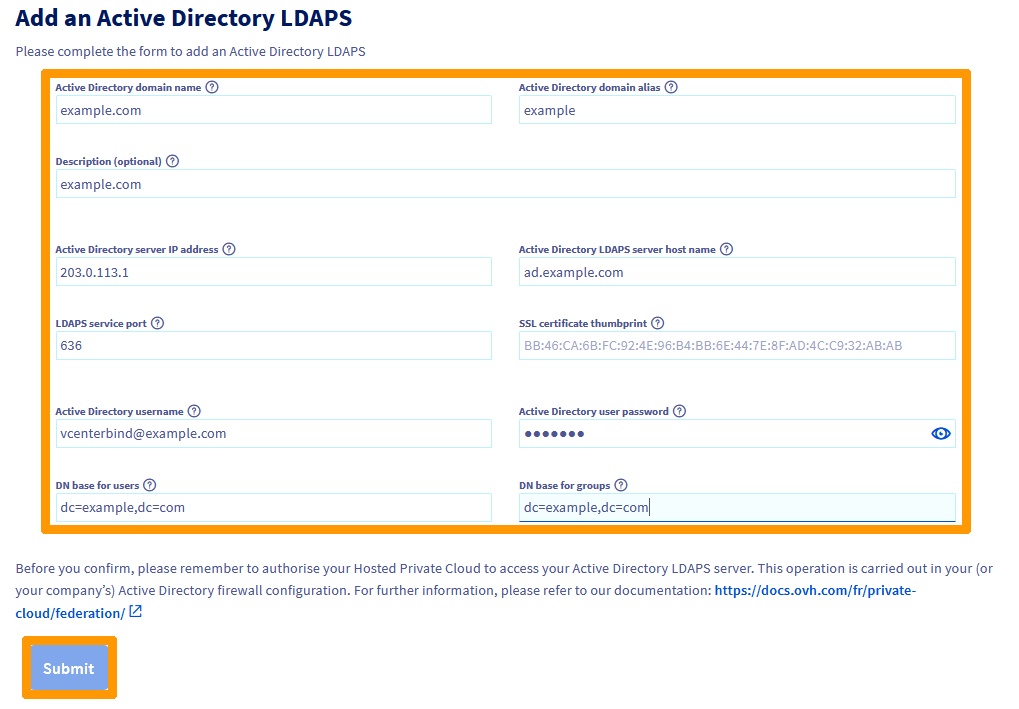 Add an Active Directory LDAPS
Please complete the form to add an Active Directory LDAPS
Active Directory domain name ?
Active Directory domain alias ?
example.com
example
Description (optional) ?
example.com
Active Directory server IP address ?
Active Directory LDAPS server host name ?
203.0.113.1
ad.example.com
LDAPS service port ?
SSL certificate thumbprint ?
636
BB:46:CA:6B:FC:92:4E:96:B4:BB:6E:44:7E:8F:AD:4C:C9:32:AB:AB
Active Directory username ?
Active Directory user password ?
vcenterbind@example.com
•••••••
DN base for users ?
DN base for groups ?
dc=example,dc=com
dc=example,dc=com
Before you confirm, please remember to authorise your Hosted Private Cloud to access your Active Directory LDAPS server. This operation is carried out in your (or
your company’s) Active Directory firewall configuration. For further information, please refer to our documentation: https://docs.ovh.com/fr/private-
cloud/federation/
Submit